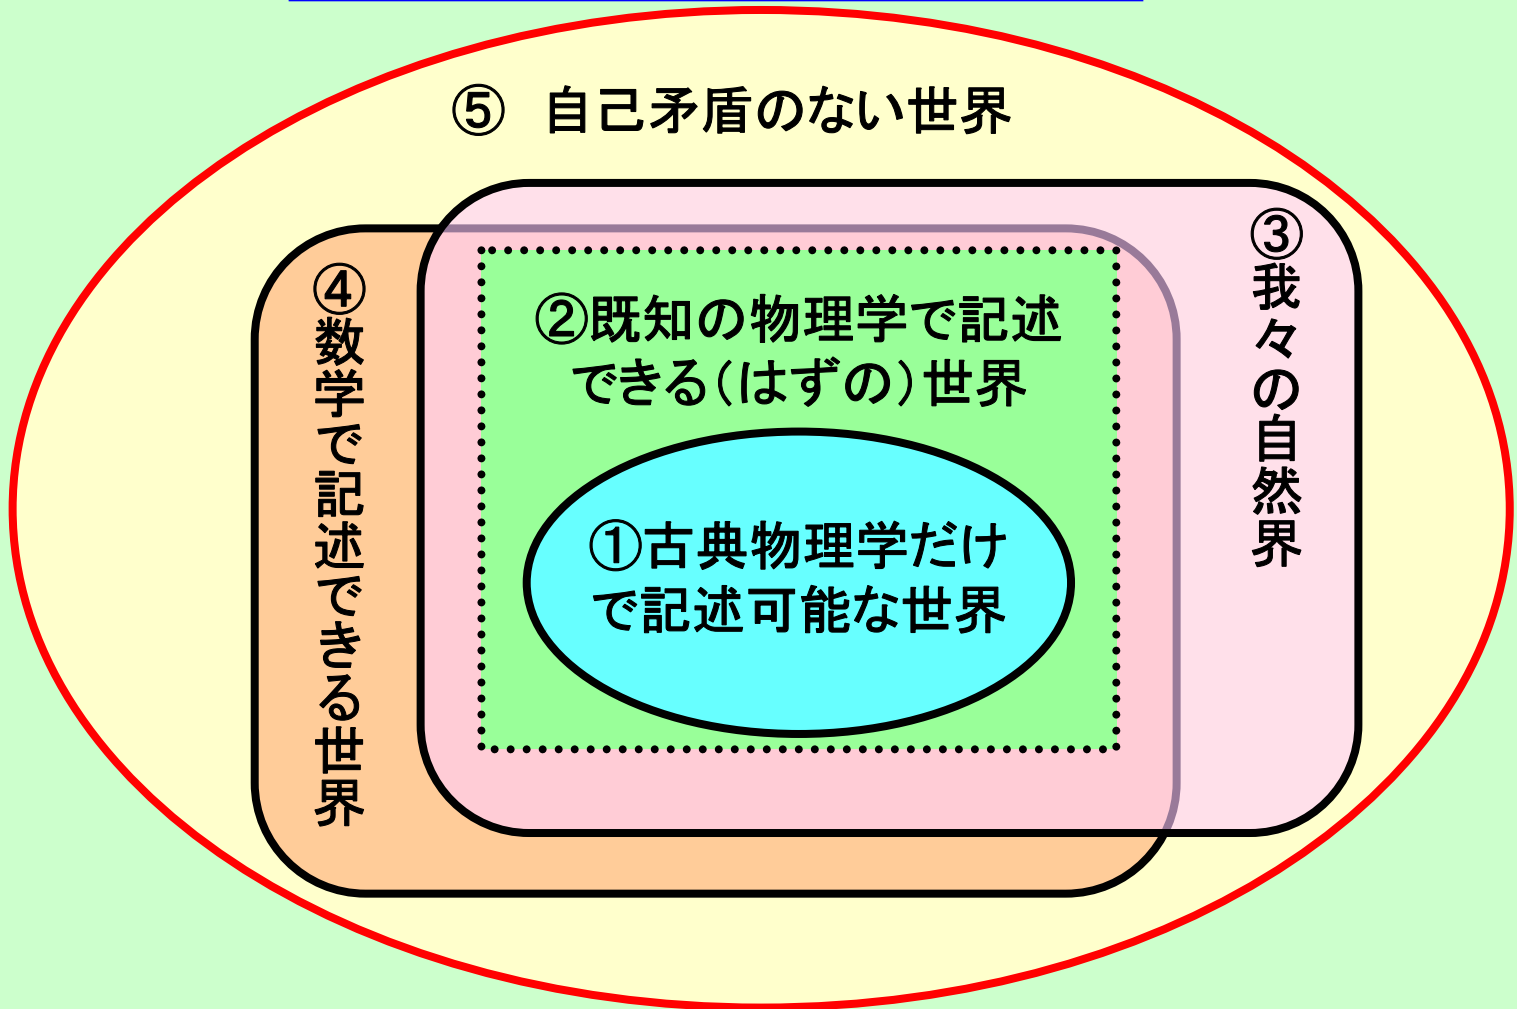 ⑤ 自己矛盾のない世界
③我々の自然界
④数学で記述できる世界
②既知の物理学で記述
できる(はずの)世界
①古典物理学だけ
で記述可能な世界